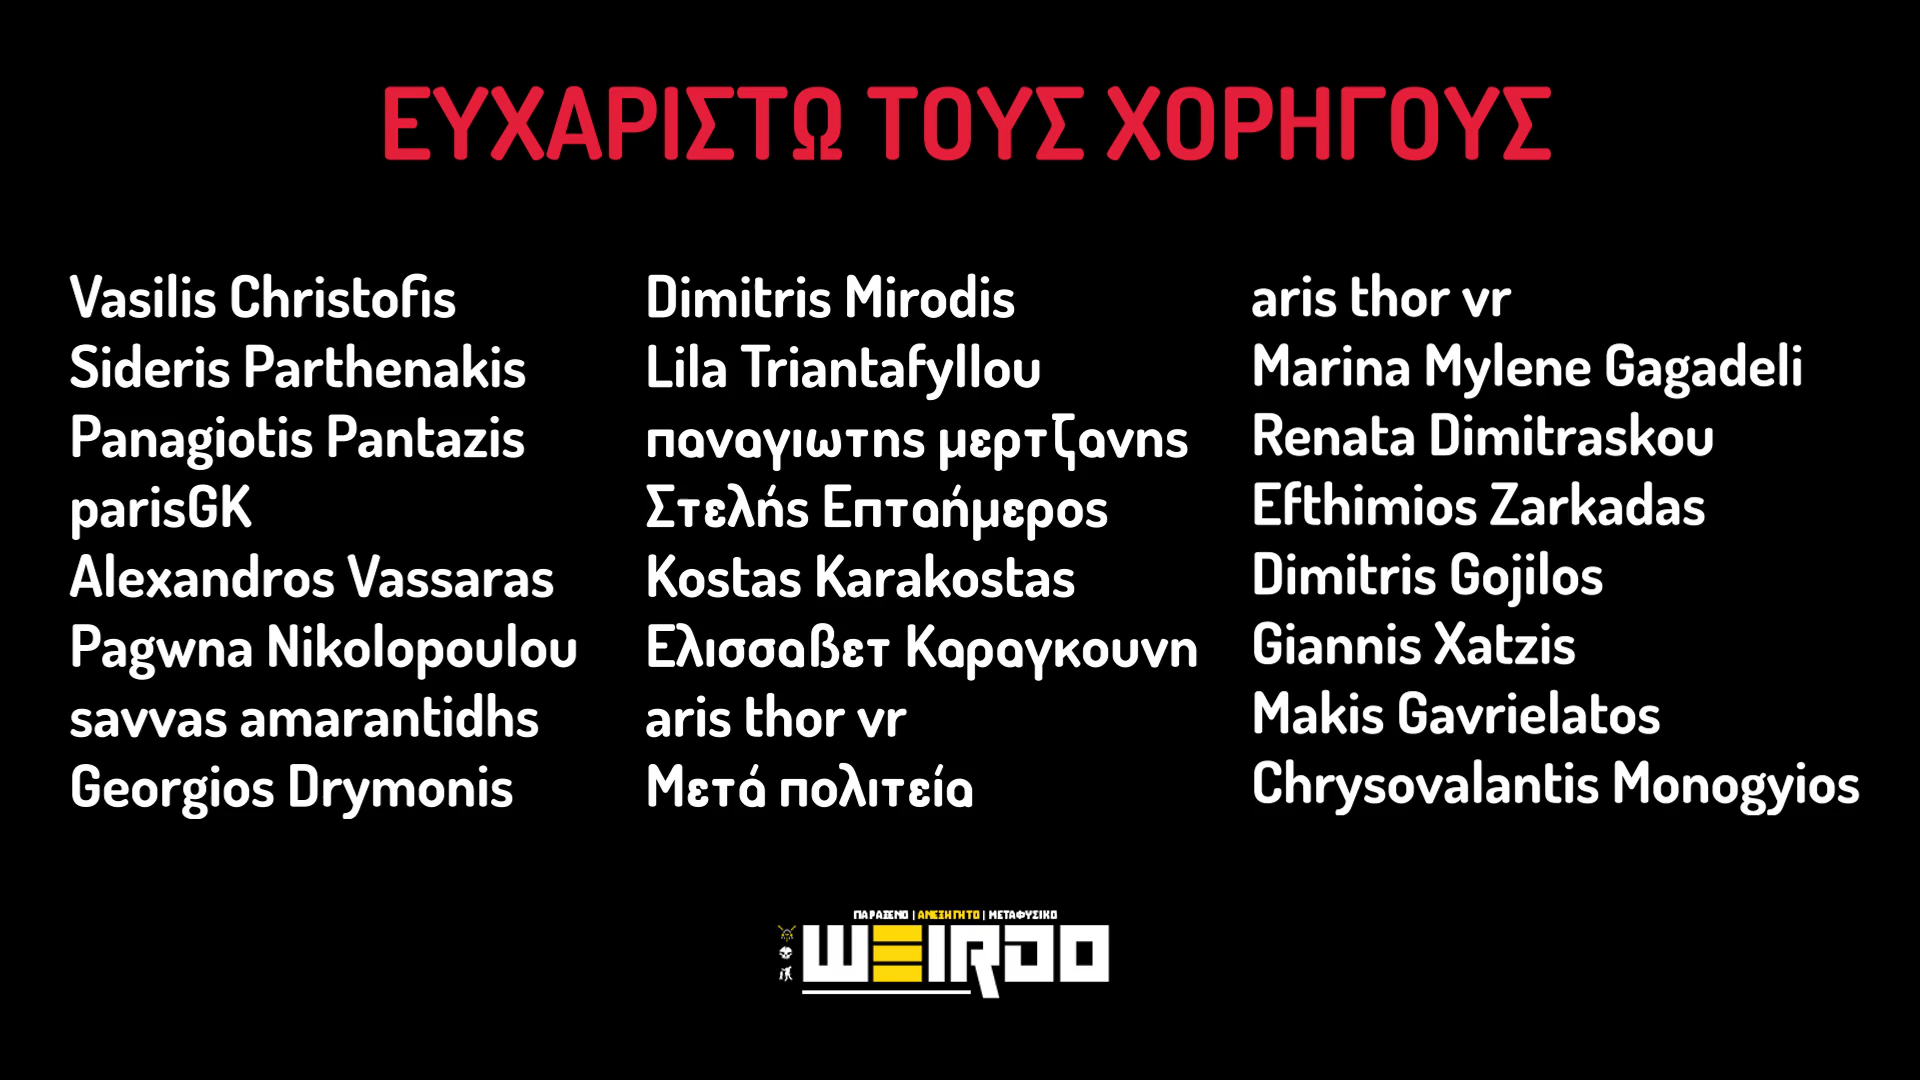 ΕΥΧΑΡΙΣΤΩ ΤΟΥΣ ΧΟΡΗΓΟΥΣ
Vasilis Christofis
Sideris Parthenakis
Panagiotis Pantazis
parisGK
Alexandros Vassaras
Pagwna Nikolopoulou
savvas amarantidhs
Georgios Drymonis
Dimitris Mirodis
Lila Triantafyllou
παναγιωτης μερτζανης
Στελής Επταήμερος
Kostas Karakostas
Ελισσαβετ Καραγκουνη
aris thor vr
Μετά πολιτεία
aris thor vr
Marina Mylene Gagadeli
Renata Dimitraskou
Efthimios Zarkadas
Dimitris Gojilos
Giannis Xatzis
Makis Gavrielatos
Chrysovalantis Monogyios
ΠΑΡΑΞΕΝΟ | ΑΝΕΞΗΓΗΤΟ | ΜΕΤΑΦΥΣΙΚΟ
WEIRDO